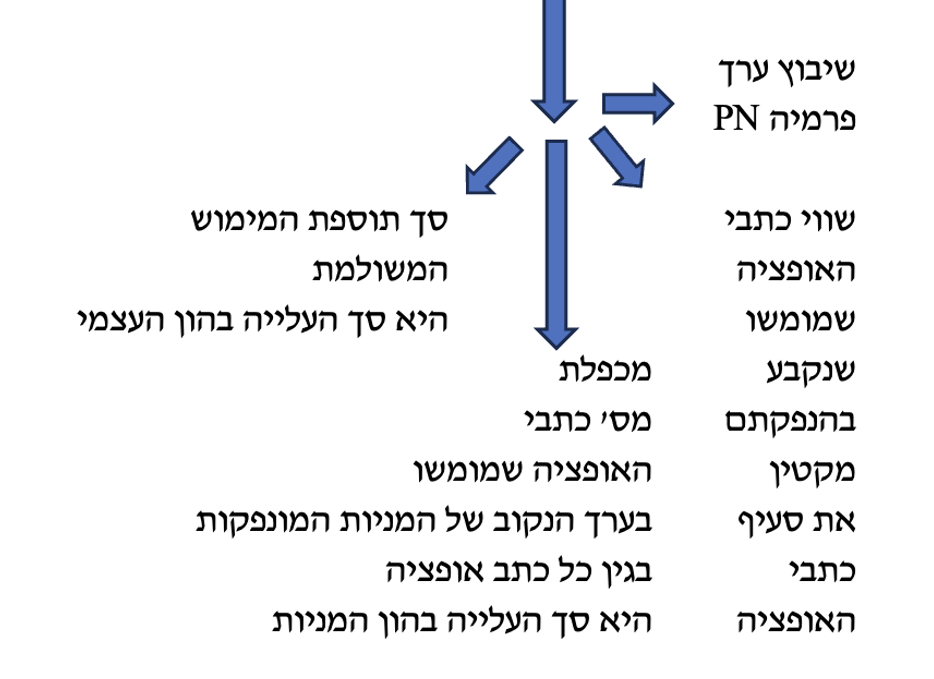 שיבוץ ערך
פרמיה PN
שווי כתבי
האופציה
שמומשו
שנקבע
בהנפקתם
מקטין
את סעיף
כתבי
האופציה
מכפלת
מס׳ כתבי
האופציה שמומשו
בערך הנקוב של המניות המונפקות
בגין כל כתב אופציה
היא סך העלייה בהון המניות
סך תוספת המימוש
המשולמת
היא סך העלייה בהון העצמי